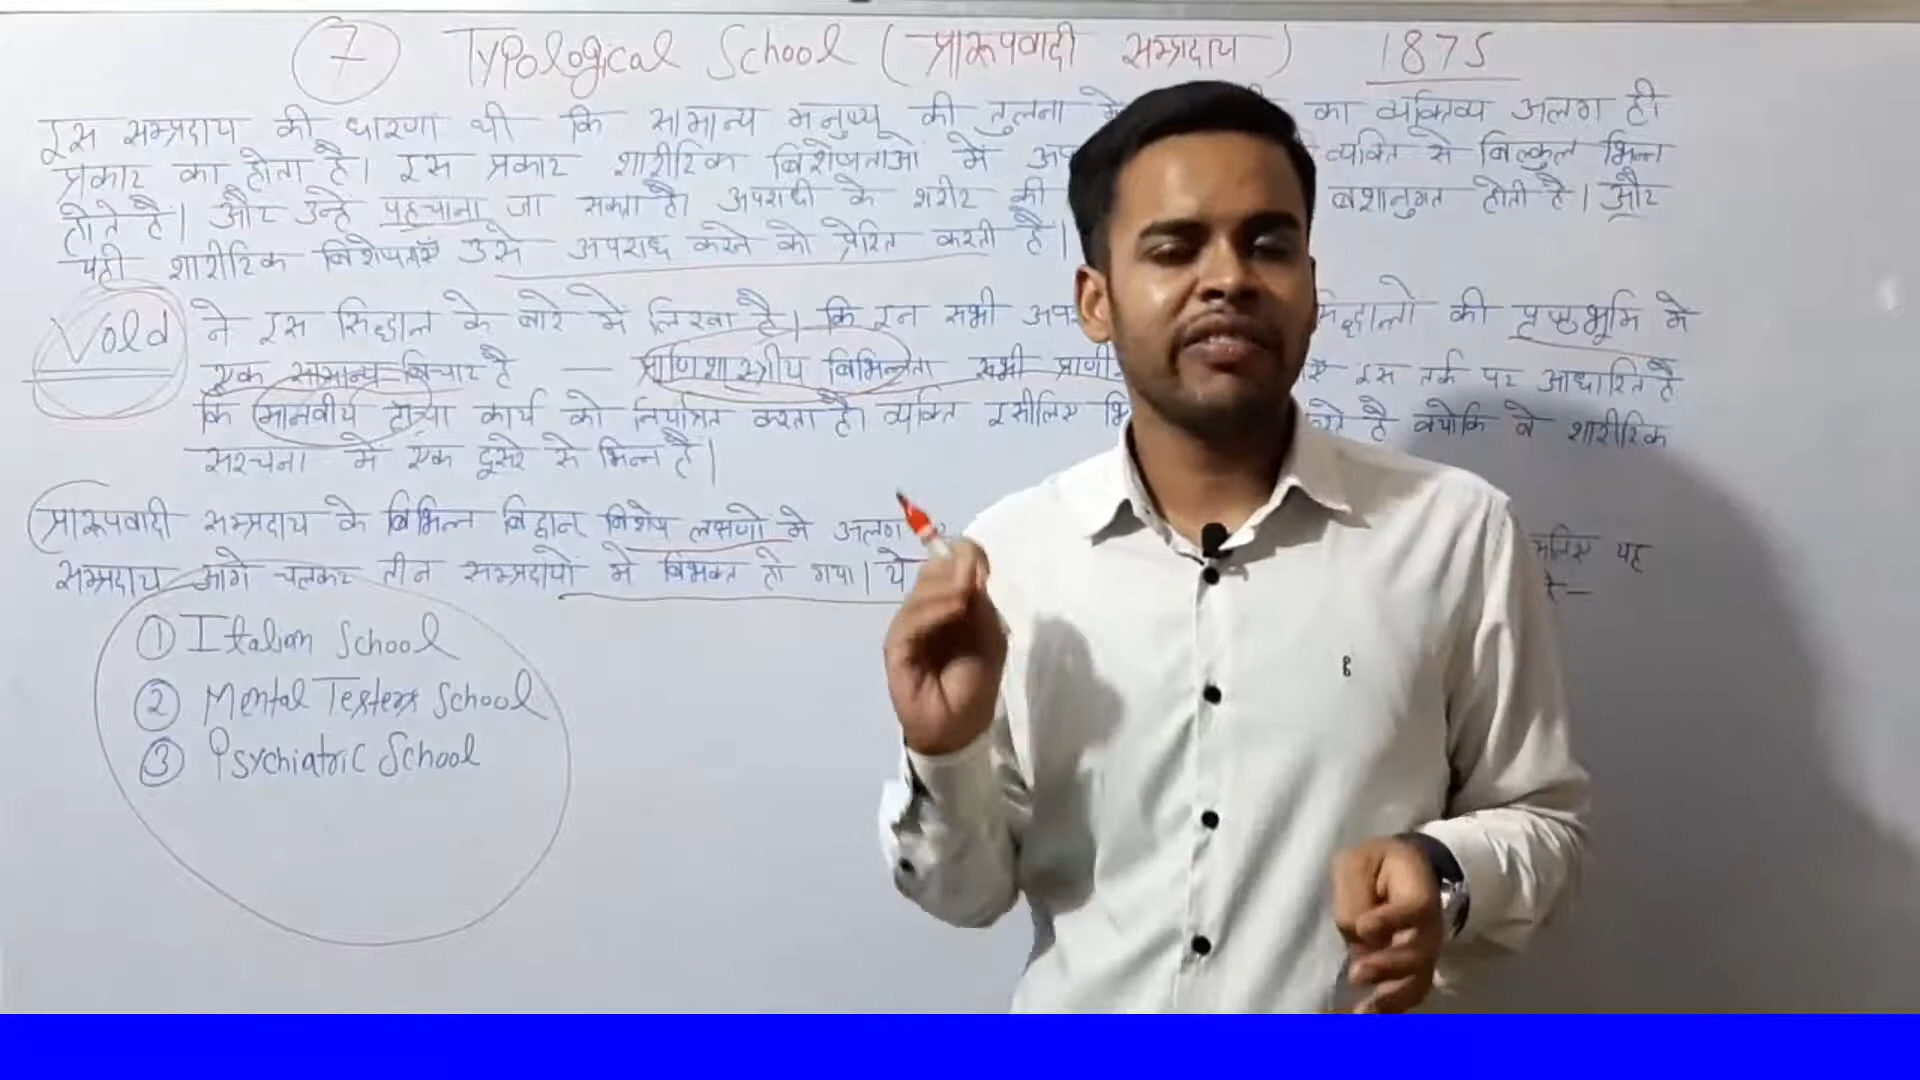 7 Typological School (प्रारूपवादी सम्प्रदाय) 1875
इस सम्प्रदाय की धारणा थी कि सामान्य मनुष्य की तुलना में का व्यक्तित्व अलग ही
प्रकार का होता है। इस प्रकार शारीरिक विशेषताओं में व्यक्ति से बिल्कुल भिन्न
होते है। और उन्हें पहचाना जा सकता है। अपराधी के शरीर की बंशानुगत होती है। और
यही शारीरिक विशेषताएँ उसे अपराध करने को प्रेरित करती है।
Vold ने इस सिद्धान्त के बारे में लिखा है। कि इन सभी की पृष्ठभूमि में
एक सामान्य विचार है — प्राणिशास्त्रीय विभिन्नता सभी इस तर्क पर आधारित है
कि मानवीय ढाँचा कार्य को नियंत्रित करता है। व्यक्ति इसीलिए है क्योकि वे शारीरिक
संरचना में एक दूसरे से भिन्न है।
प्रारूपवादी सम्प्रदाय के विभिन्न विद्वान विशेष लक्षणों में अलग यह
सम्प्रदाय आगे चलकर तीन सम्प्रदायों में विभक्त हो गया। ये है—
① Italian School
② Mental Testers School
③ Psychiatric School